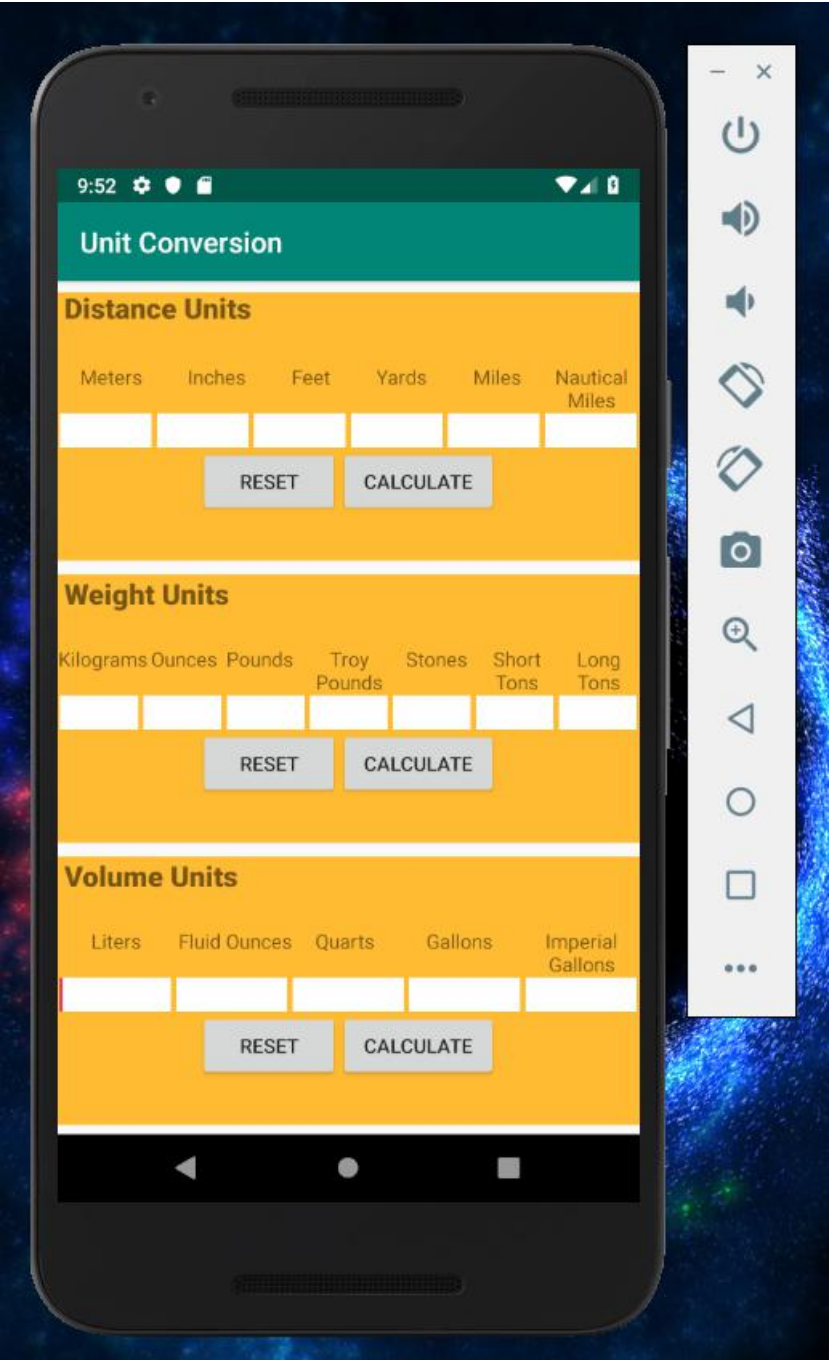 9:52
Unit Conversion
Distance Units
Meters Inches Feet Yards Miles Nautical
Miles
RESET CALCULATE
Weight Units
Kilograms Ounces Pounds Troy Stones Short Long
Pounds Tons Tons
RESET CALCULATE
Volume Units
Liters Fluid Ounces Quarts Gallons Imperial
Gallons
RESET CALCULATE